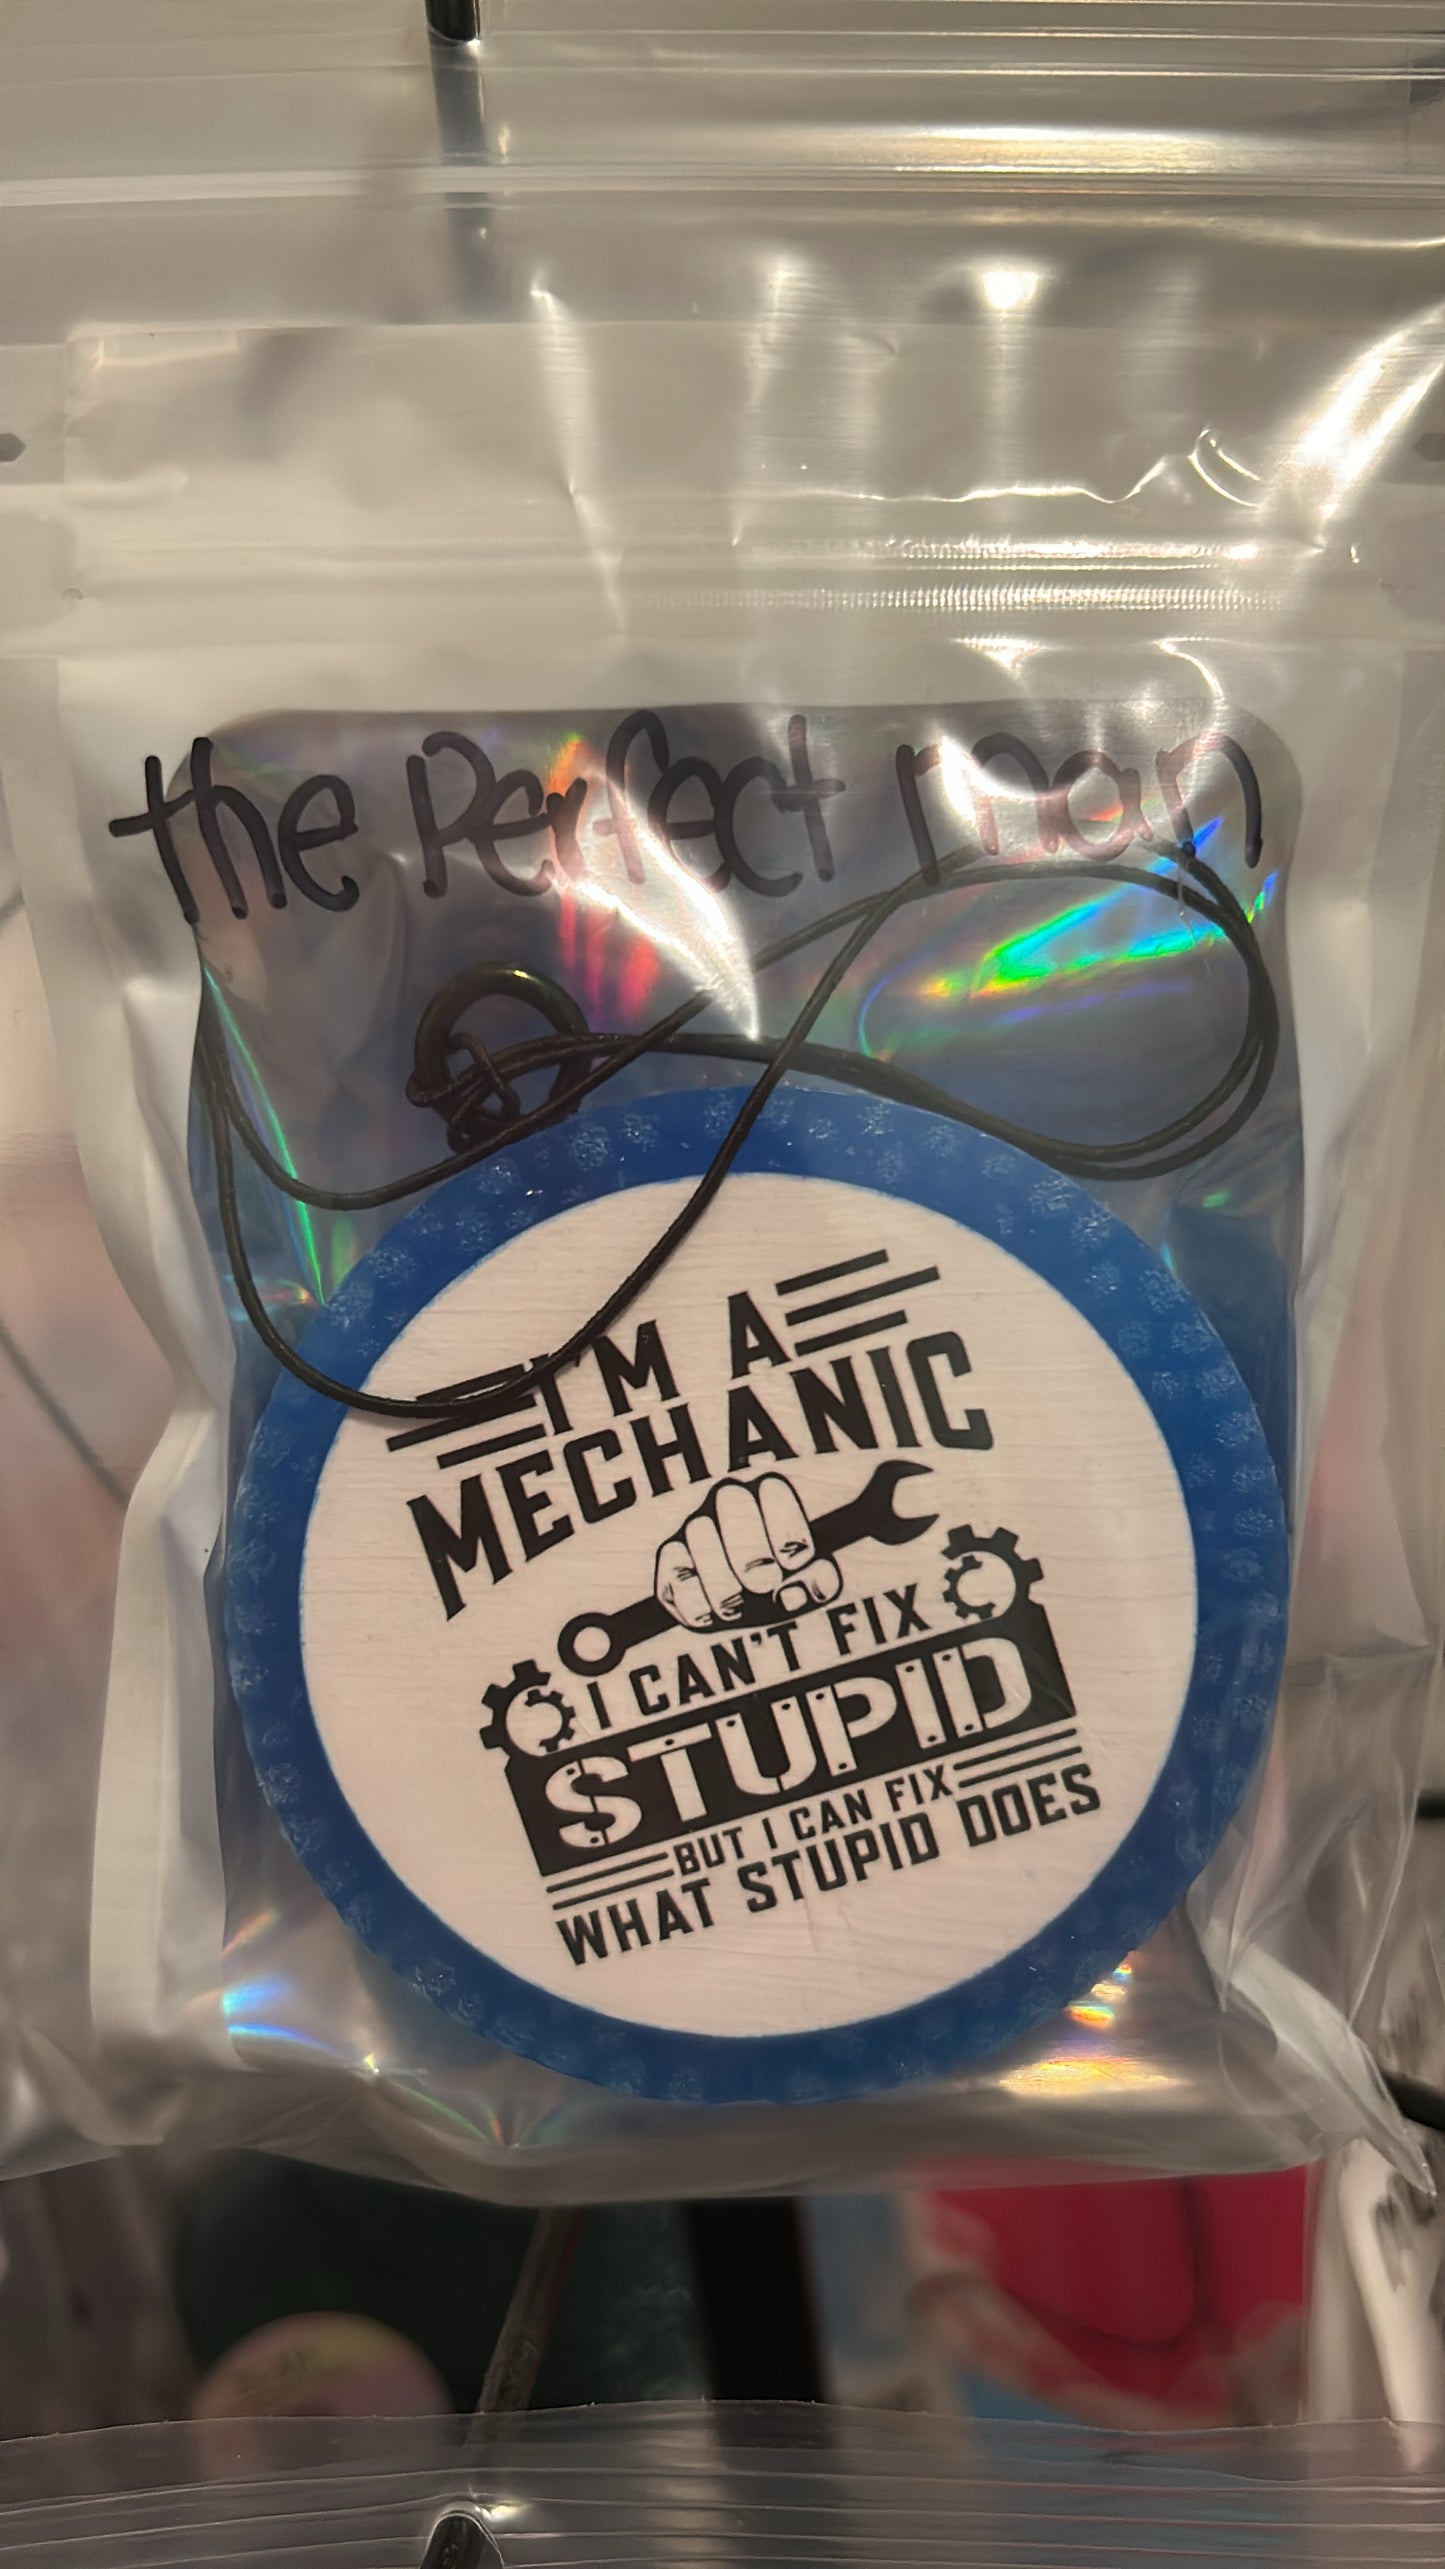 the Perfect man
I'M A
MECHANIC
I CAN'T FIX
STUPID
BUT I CAN FIX
WHAT STUPID DOES